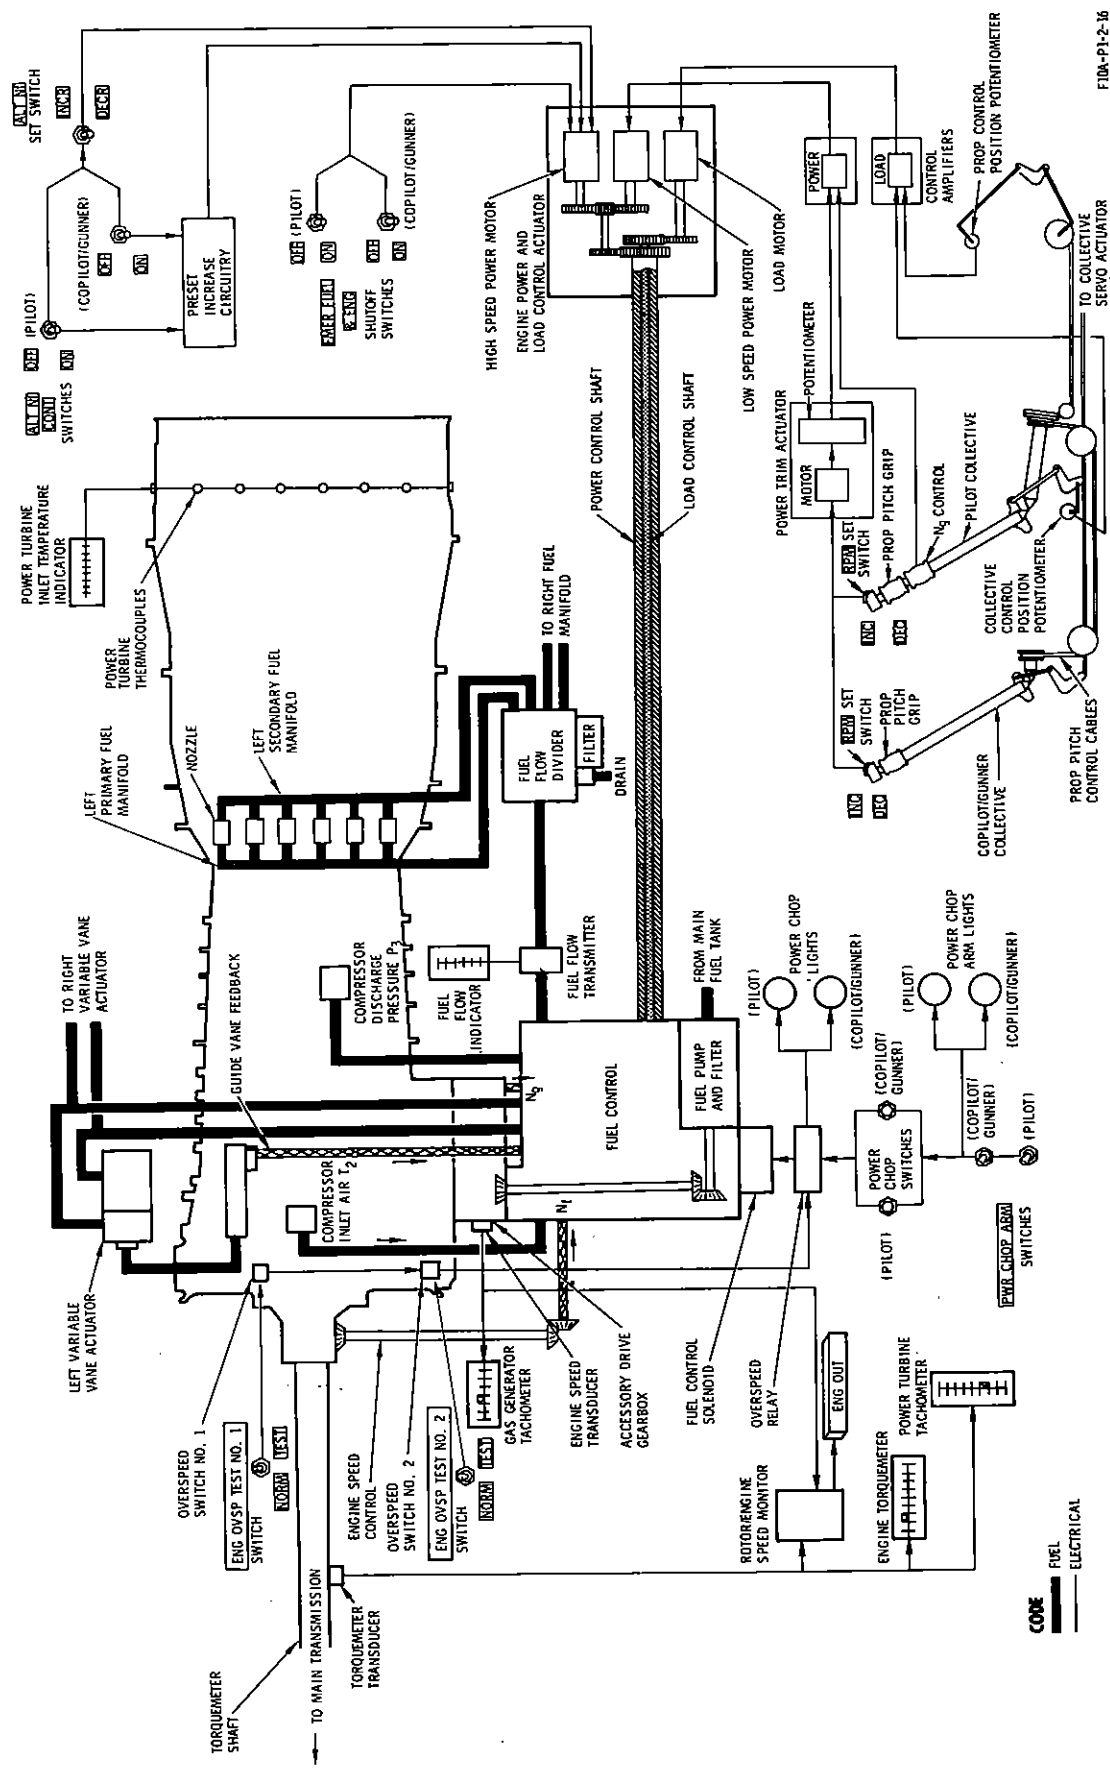 TORQUEMETER
SHAFT
TO MAIN TRANSMISSION
TORQUEMETER
TRANSDUCER
OVERSPEED
SWITCH NO. 1
ENG OVSP TEST NO. 1
SWITCH
NORM
TEST
ENGINE SPEED
CONTROL
OVERSPEED
SWITCH NO. 2
ENG OVSP TEST NO. 2
SWITCH
NORM
TEST
LEFT VARIABLE
VANE ACTUATOR
TO RIGHT
VARIABLE VANE
ACTUATOR
GUIDE VANE FEEDBACK
COMPRESSOR
INLET AIR T2
COMPRESSOR
DISCHARGE
PRESSURE P3
FUEL
FLOW
INDICATOR
FUEL FLOW
TRANSMITTER
GAS GENERATOR
TACHOMETER
ENGINE SPEED
TRANSDUCER
ACCESSORY DRIVE
GEARBOX
Ng
Nf
FUEL CONTROL
FUEL PUMP
AND FILTER
FROM MAIN
FUEL TANK
LEFT
PRIMARY FUEL
MANIFOLD
NOZZLE
LEFT
SECONDARY FUEL
MANIFOLD
FUEL
FLOW
DIVIDER
FILTER
DRAIN
TO RIGHT FUEL
MANIFOLD
POWER
TURBINE
THERMOCOUPLES
POWER TURBINE
INLET TEMPERATURE
INDICATOR
ALT NG
CONT
SWITCHES
OFF
(PILOT)
ON
(COPILOT/GUNNER)
OFF
ON
ALT NG
SET SWITCH
INCR
DECR
PRESET
INCREASE
CIRCUITRY
EMER FUEL
& ENG
SHUTOFF
SWITCHES
OFF
(PILOT)
ON
OFF
ON
(COPILOT/GUNNER)
HIGH SPEED POWER MOTOR
ENGINE POWER AND
LOAD CONTROL ACTUATOR
LOW SPEED POWER MOTOR
LOAD MOTOR
POWER CONTROL SHAFT
LOAD CONTROL SHAFT
POWER TRIM ACTUATOR
MOTOR
POTENTIOMETER
POWER
LOAD
CONTROL
AMPLIFIERS
PROP CONTROL
POSITION POTENTIOMETER
TO COLLECTIVE
SERVO ACTUATOR
RPM SET
SWITCH
PROP PITCH GRIP
Ng CONTROL
PILOT COLLECTIVE
INC
DEC
COLLECTIVE
CONTROL
POSITION
POTENTIOMETER
RPM SET
SWITCH
PROP
PITCH
GRIP
INC
DEC
COPILOT/GUNNER
COLLECTIVE
PROP PITCH
CONTROL CABLES
FUEL CONTROL
SOLENOID
OVERSPEED
RELAY
(PILOT)
POWER CHOP
LIGHTS
(COPILOT/GUNNER)
(PILOT)
POWER CHOP
SWITCHES
(COPILOT/
GUNNER)
(PILOT)
POWER CHOP
ARM LIGHTS
(COPILOT/GUNNER)
(COPILOT/
GUNNER)
(PILOT)
PWR CHOP ARM
SWITCHES
ROTOR/ENGINE
SPEED MONITOR
ENG OUT
ENGINE TORQUEMETER
POWER TURBINE
TACHOMETER
CODE
FUEL
ELECTRICAL
F10A-P1-2-16